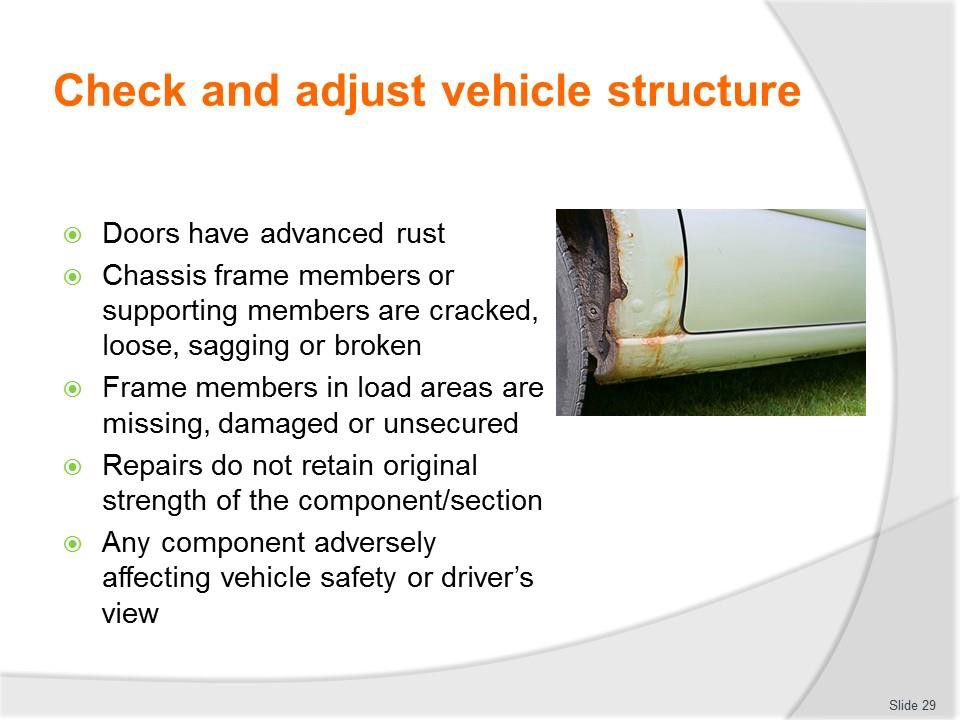 Check and adjust vehicle structure
Doors have advanced rust
Chassis frame members or
supporting members are cracked,
loose, sagging or broken
Frame members in load areas are
missing, damaged or unsecured
Repairs do not retain original
strength of the component/section
Any component adversely
affecting vehicle safety or driver’s
view
Slide 29